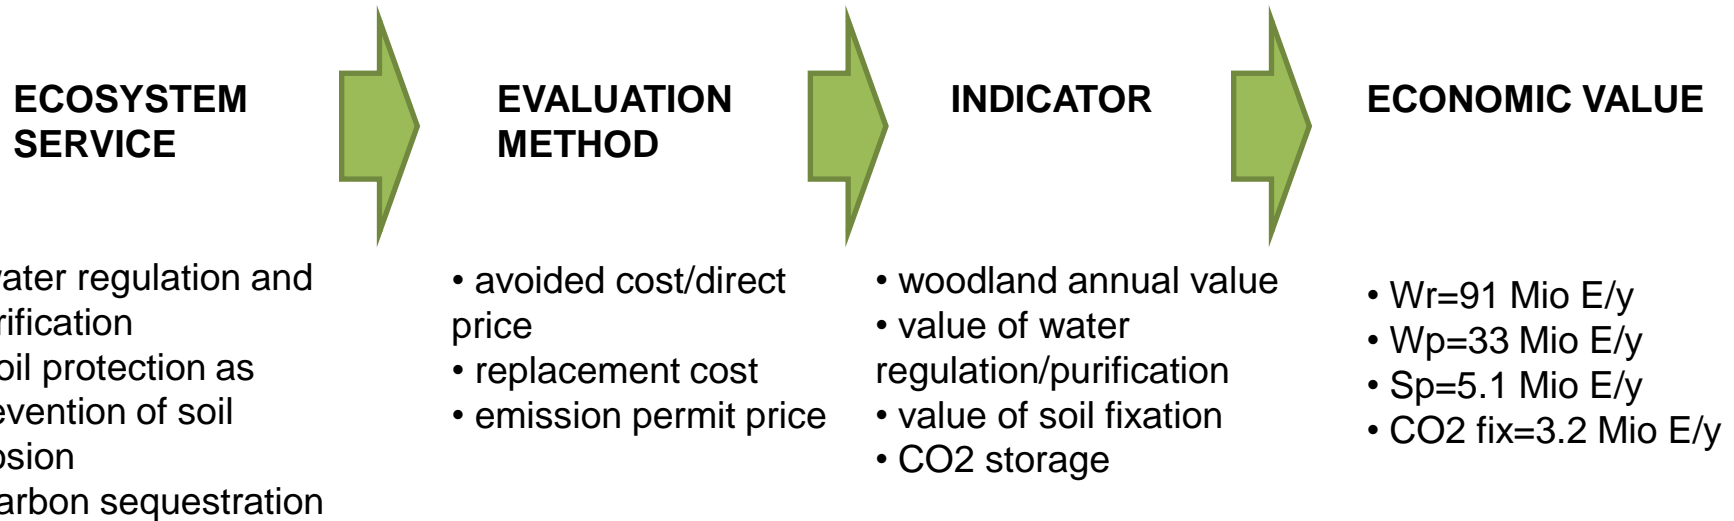 ECOSYSTEM
SERVICE
EVALUATION
METHOD
INDICATOR
ECONOMIC VALUE
ater regulation and
rification
oil protection as
evention of soil
osion
arbon sequestration
• avoided cost/direct
price
• replacement cost
• emission permit price
• woodland annual value
• value of water
regulation/purification
• value of soil fixation
• CO2 storage
• Wr=91 Mio E/y
• Wp=33 Mio E/y
• Sp=5.1 Mio E/y
• CO2 fix=3.2 Mio E/y